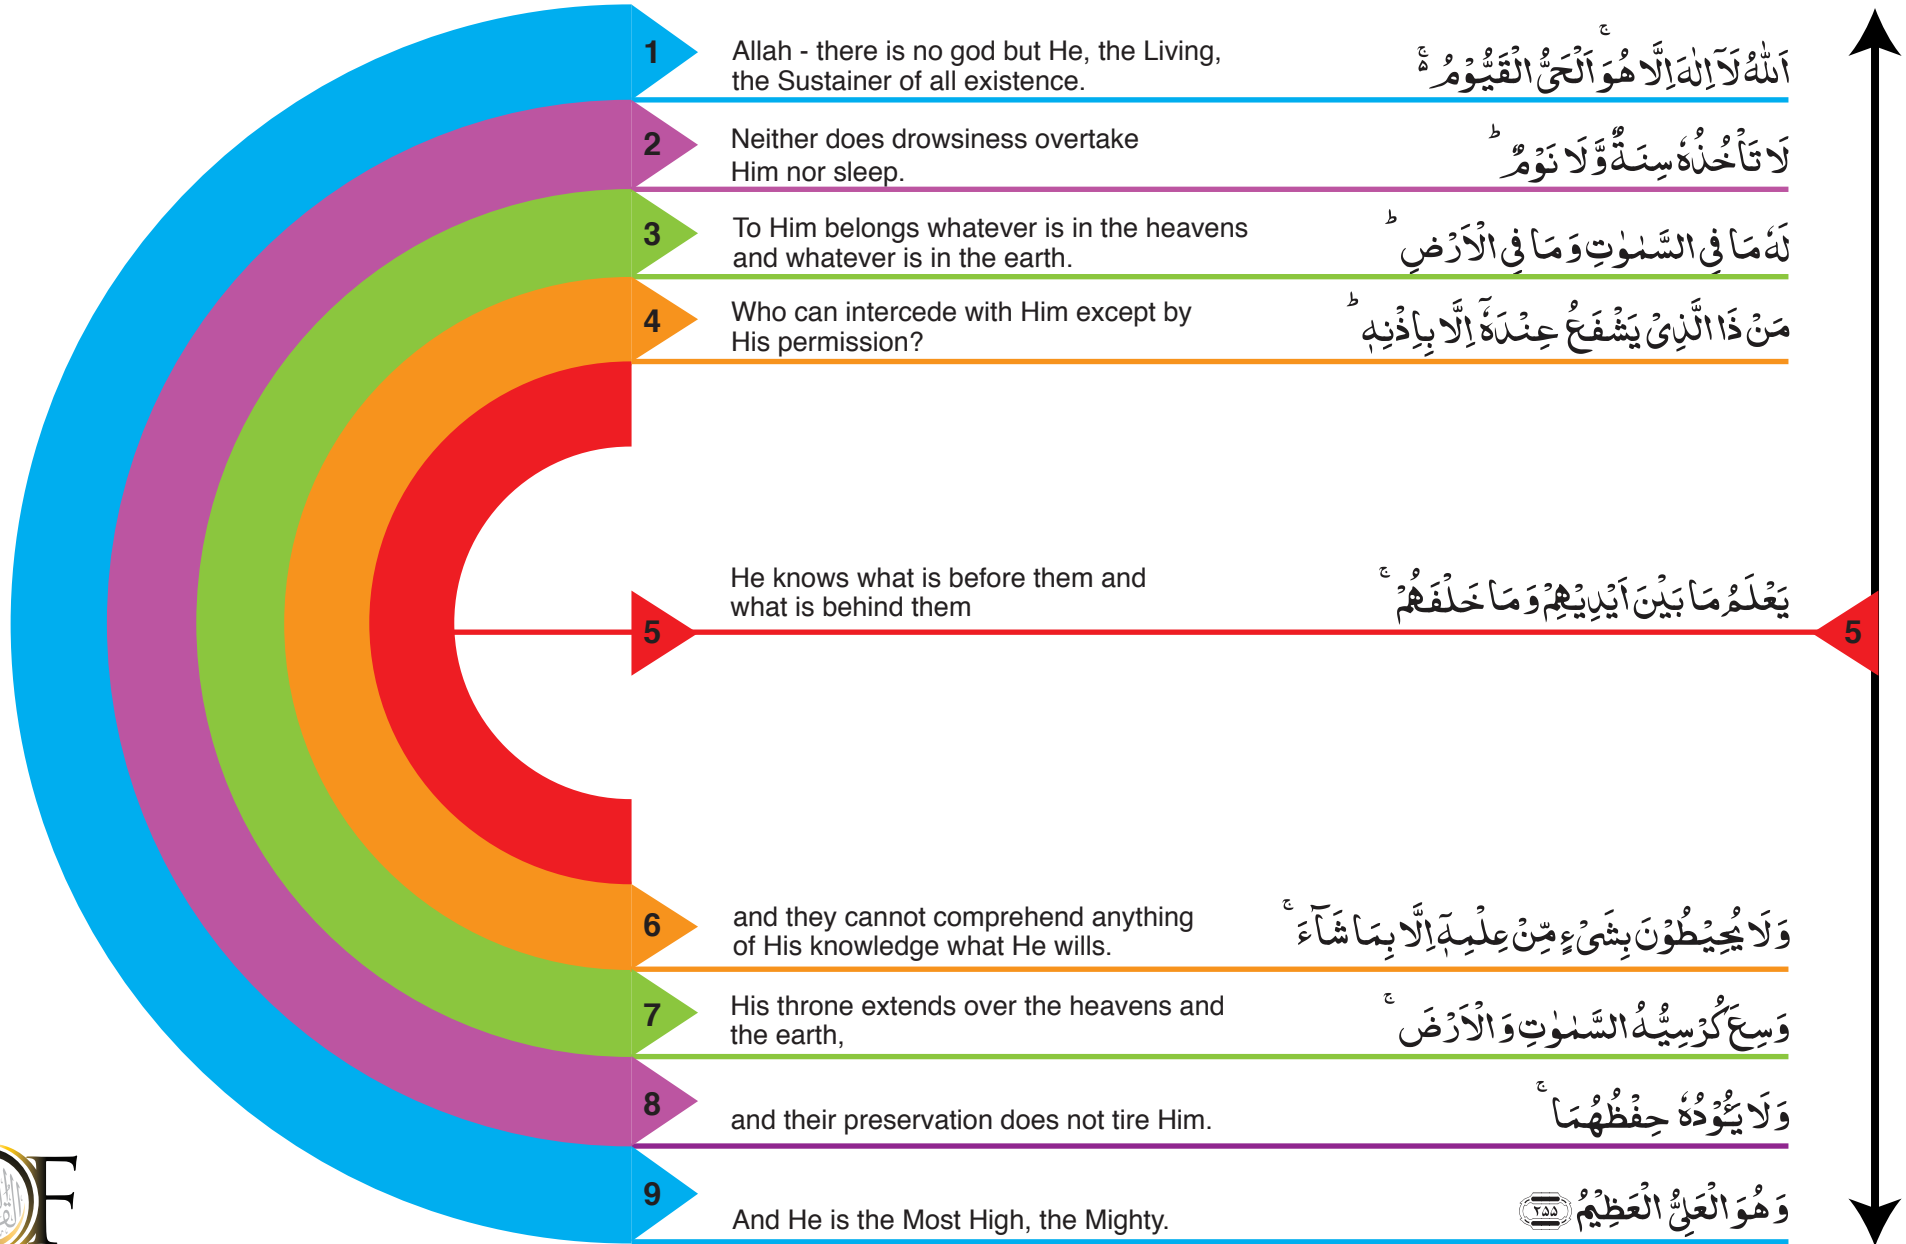 1
Allah - there is no god but He, the Living,
the Sustainer of all existence.
اَللّٰهُ لَاۤ اِلٰهَ اِلَّا هُوَ ۚ اَلْحَیُّ الْقَیُّوْمُ ۬ۚ
2
Neither does drowsiness overtake
Him nor sleep.
لَا تَاْخُذُهٗ سِنَةٌ وَّ لَا نَوْمٌ ؕ
3
To Him belongs whatever is in the heavens
and whatever is in the earth.
لَهٗ مَا فِی السَّمٰوٰتِ وَ مَا فِی الْاَرْضِ ؕ
4
Who can intercede with Him except by
His permission?
مَنْ ذَا الَّذِیْ یَشْفَعُ عِنْدَهٗۤ اِلَّا بِاِذْنِهٖ ؕ
He knows what is before them and
what is behind them
یَعْلَمُ مَا بَیْنَ اَیْدِیْهِمْ وَ مَا خَلْفَهُمْ ۚ
5
5
6
and they cannot comprehend anything
of His knowledge what He wills.
وَ لَا یُحِیْطُوْنَ بِشَیْءٍ مِّنْ عِلْمِهٖۤ اِلَّا بِمَا شَآءَ ۚ
7
His throne extends over the heavens and
the earth,
وَسِعَ كُرْسِیُّهُ السَّمٰوٰتِ وَ الْاَرْضَ ۚ
8
and their preservation does not tire Him.
وَ لَا یَـُٔوْدُهٗ حِفْظُهُمَا ۚ
9
And He is the Most High, the Mighty.
وَ هُوَ الْعَلِیُّ الْعَظِیْمُ ۲۵۵
F